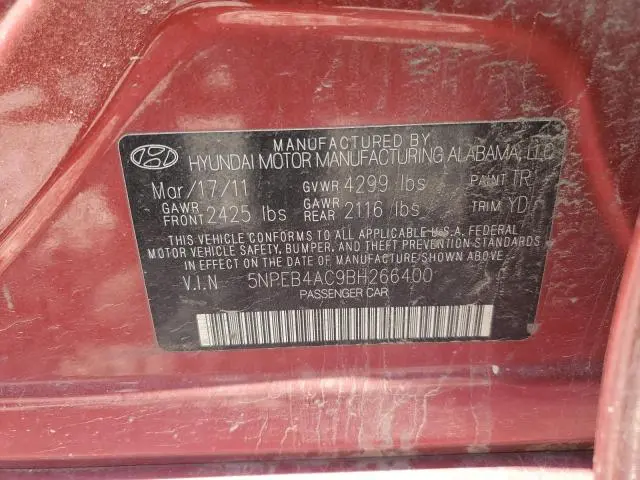 MANUFACTURED BY
HYUNDAI MOTOR MANUFACTURING ALABAMA, LLC
Mar/17/11 GVWR 4299 lbs PAINT TR
GAWR FRONT 2425 lbs GAWR REAR 2116 lbs TRIM YD
THIS VEHICLE CONFORMS TO ALL APPLICABLE U.S.A. FEDERAL
MOTOR VEHICLE SAFETY, BUMPER, AND THEFT PREVENTION STANDARDS
IN EFFECT ON THE DATE OF MANUFACTURE SHOWN ABOVE.
V.I.N 5NPEB4AC9BH266400
PASSENGER CAR